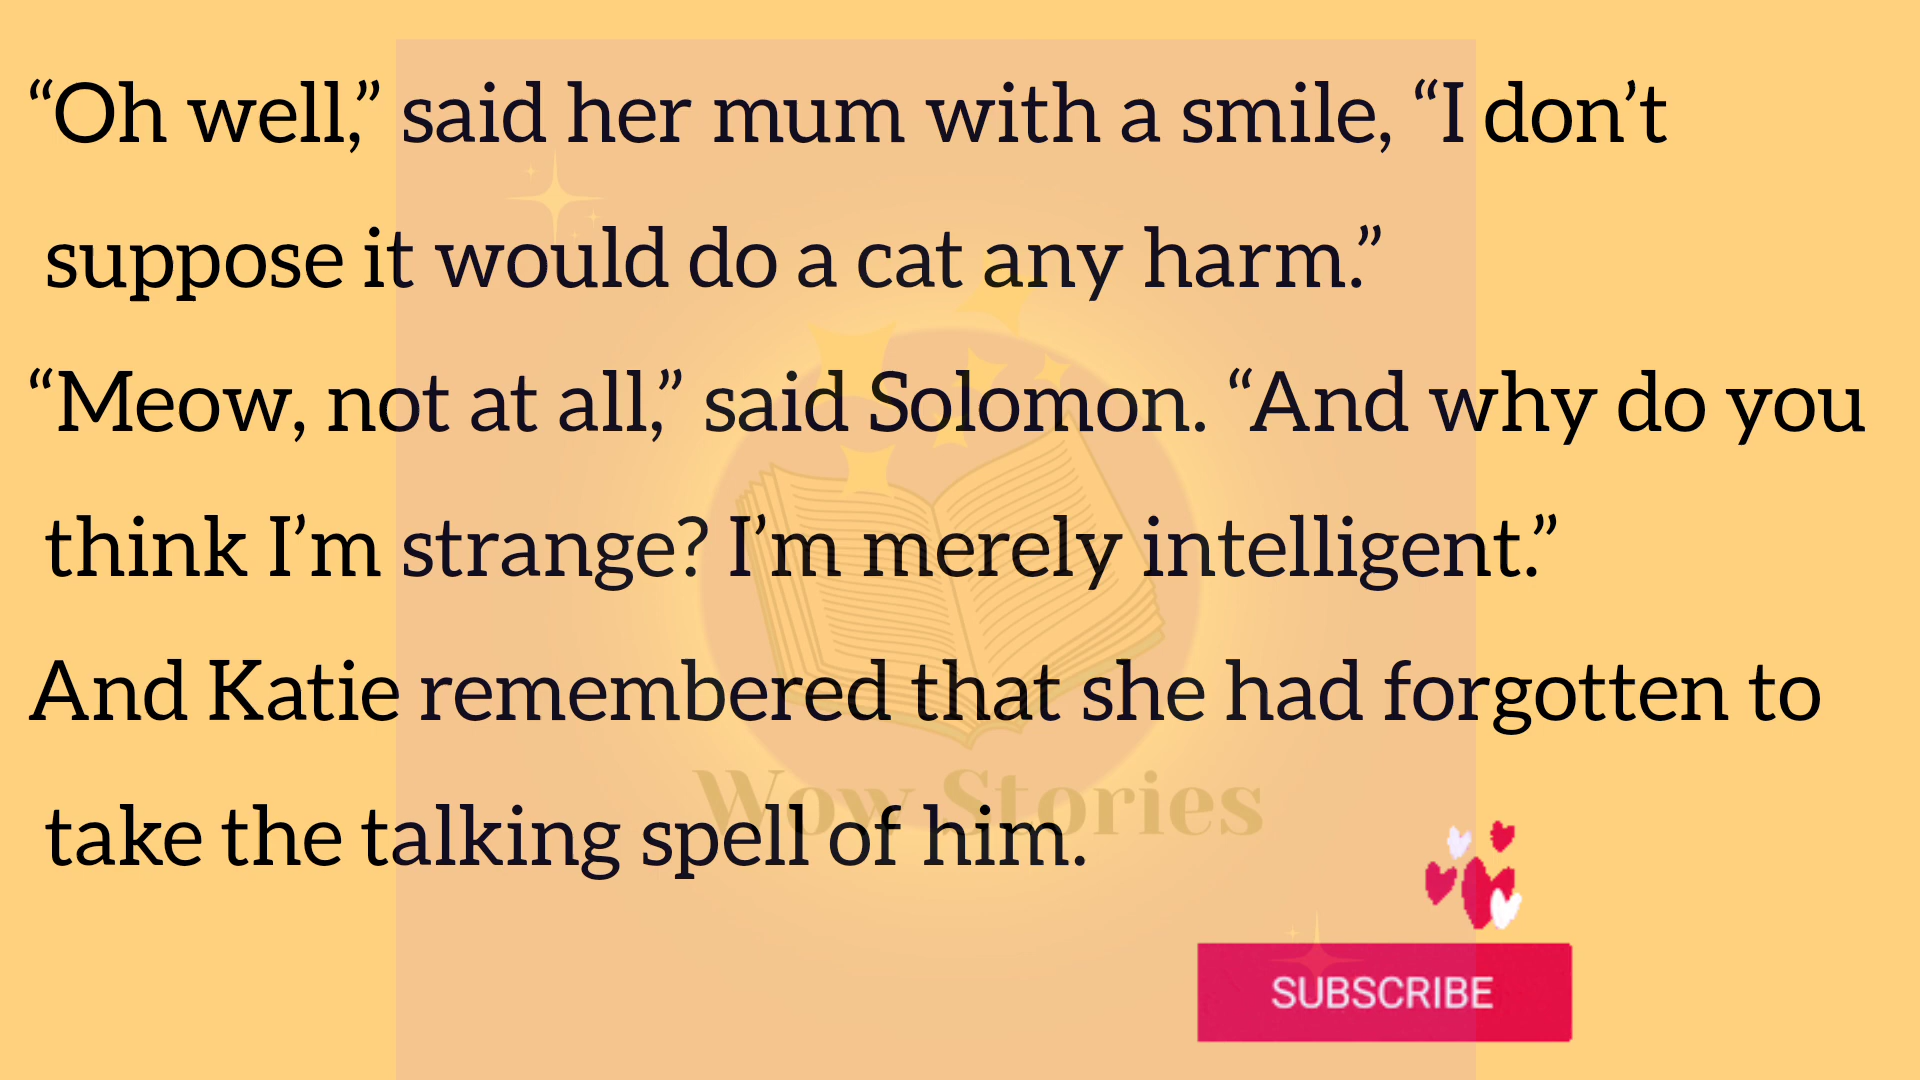 “Oh well,” said her mum with a smile, “I don’t
suppose it would do a cat any harm.”
“Meow, not at all,” said Solomon. “And why do you
think I’m strange? I’m merely intelligent.”
And Katie remembered that she had forgotten to
take the talking spell of him.
Wow Stories
SUBSCRIBE